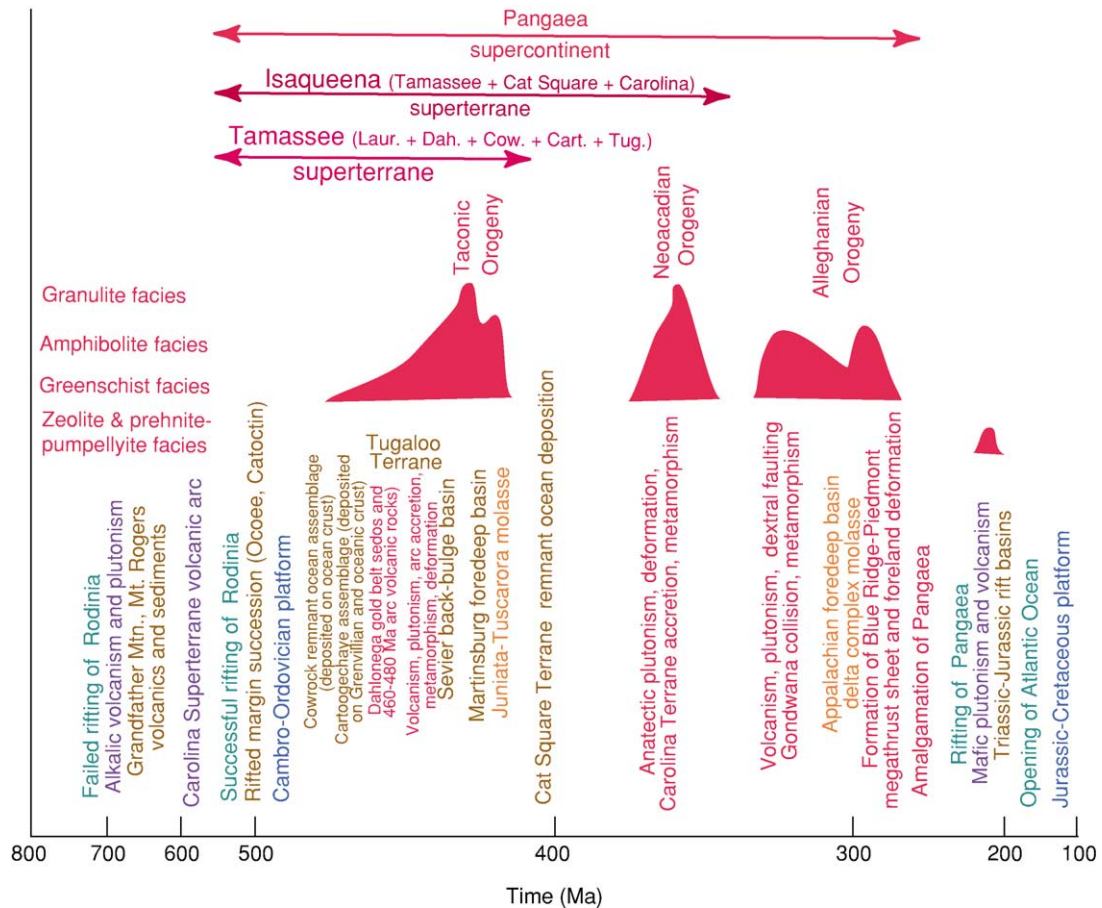 Pangaea
supercontinent
Isaqueena (Tamassee + Cat Square + Carolina)
superterrane
Tamassee (Laur. + Dah. + Cow. + Cart. + Tug.)
superterrane
Taconic
Orogeny
Neoacadian
Orogeny
Alleghanian
Orogeny
Granulite facies
Amphibolite facies
Greenschist facies
Zeolite & prehnite-
pumpellyite facies
Failed rifting of Rodinia
Alkalic volcanism and plutonism
Grandfather Mtn., Mt. Rogers
volcanics and sediments
Carolina Superterrane volcanic arc
Successful rifting of Rodinia
Rifted margin succession (Ocoee, Catoctin)
Cambro-Ordovician platform
Cowrock remnant ocean assemblage
(deposited on ocean crust)
Cartoogechaye assemblage (deposited
on Grenvillian and oceanic crust)
Tugaloo
Terrane
Dahlonega gold belt sedos and
460-480 Ma arc volcanic rocks)
Volcanism, plutonism, arc accretion,
metamorphism, deformation
Sevier back-bulge basin
Martinsburg foredeep basin
Juniata-Tuscarora molasse
Cat Square Terrane remnant ocean deposition
Anatectic plutonism, deformation,
Carolina Terrane accretion, metamorphism
Volcanism, plutonism, dextral faulting
Gondwana collision, metamorphism
Appalachian foredeep basin
delta complex molasse
Formation of Blue Ridge-Piedmont
megathrust sheet and foreland deformation
Amalgamation of Pangaea
Rifting of Pangaea
Mafic plutonism and volcanism
Triassic-Jurassic rift basins
Opening of Atlantic Ocean
Jurassic-Cretaceous platform
800 700 600 500 400 300 200 100
Time (Ma)